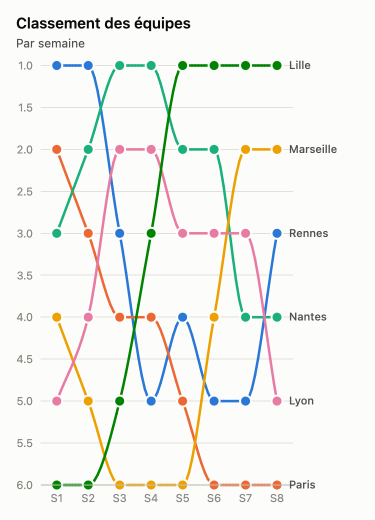 Classement des équipes
Par semaine
1.0
Lille
1.5
2.0
Marseille
2.5
3.0
Rennes
3.5
4.0
Nantes
4.5
5.0
Lyon
5.5
6.0
Paris
S1 S2 S3 S4 S5 S6 S7 S8